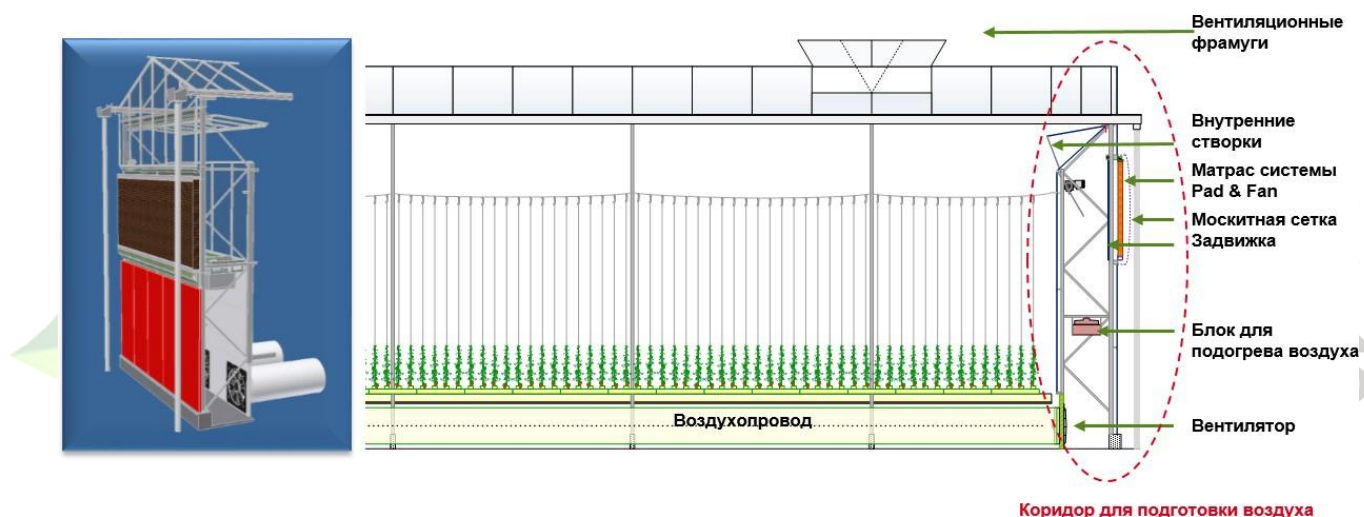 Вентиляционные
фрамуги
Внутренние
створки
Матрас системы
Pad & Fan
Москитная сетка
Задвижка
Блок для
подогрева воздуха
Воздухопровод
Вентилятор
Коридор для подготовки воздуха